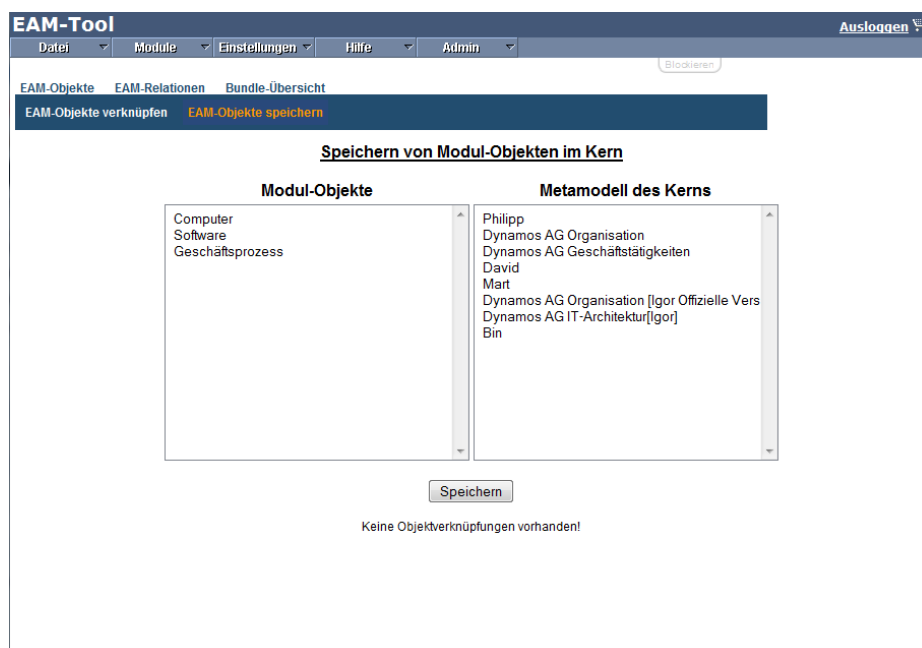 EAM-Tool
Ausloggen
Datei Module Einstellungen Hilfe Admin
Blockieren
EAM-Objekte EAM-Relationen Bundle-Übersicht
EAM-Objekte verknüpfen EAM-Objekte speichern
Speichern von Modul-Objekten im Kern
Modul-Objekte
Computer
Software
Geschäftsprozess
Metamodell des Kerns
Philipp
Dynamos AG Organisation
Dynamos AG Geschäftstätigkeiten
David
Mart
Dynamos AG Organisation [Igor Offizielle Vers
Dynamos AG IT-Architektur[Igor]
Bin
Speichern
Keine Objektverknüpfungen vorhanden!